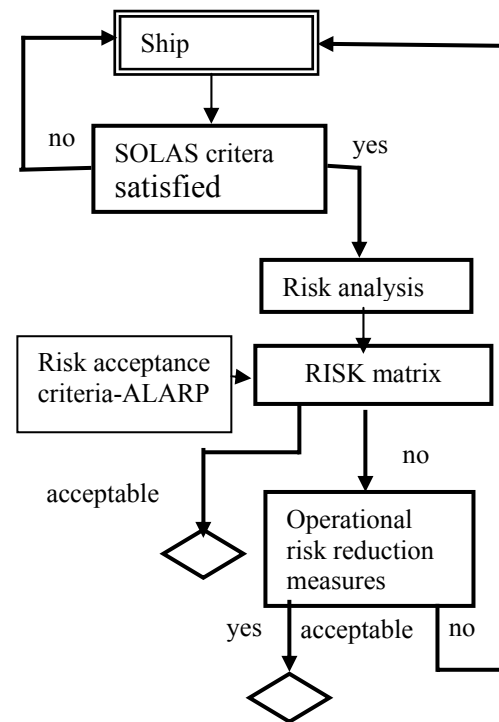 Ship
no
SOLAS critera
satisfied
yes
Risk analysis
Risk acceptance
criteria-ALARP
RISK matrix
no
acceptable
Operational
risk reduction
measures
yes
acceptable
no